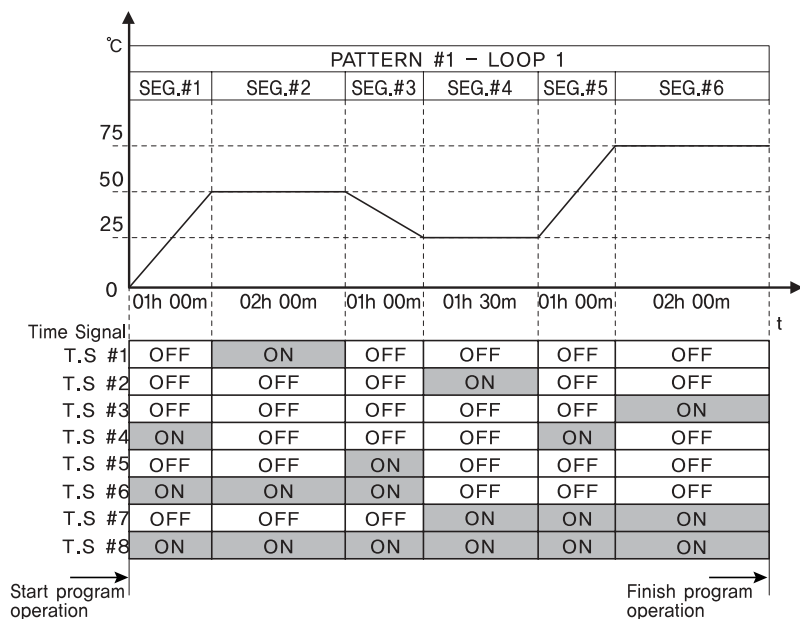 °C
PATTERN #1 - LOOP 1
SEG.#1 SEG.#2 SEG.#3 SEG.#4 SEG.#5 SEG.#6
75
50
25
0
01h 00m 02h 00m 01h 00m 01h 30m 01h 00m 02h 00m
t
Time Signal
T.S #1 OFF ON OFF OFF OFF OFF
T.S #2 OFF OFF OFF ON OFF OFF
T.S #3 OFF OFF OFF OFF OFF ON
T.S #4 ON OFF OFF OFF ON OFF
T.S #5 OFF OFF ON OFF OFF OFF
T.S #6 ON ON ON OFF OFF OFF
T.S #7 OFF OFF OFF ON ON ON
T.S #8 ON ON ON ON ON ON
Start program
operation
Finish program
operation